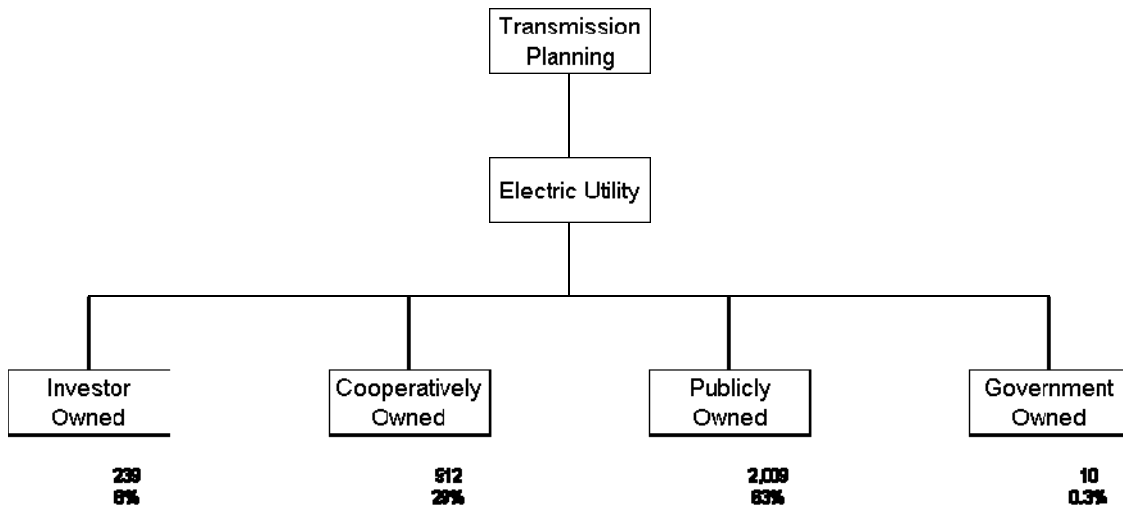 Transmission
Planning
Electric Utility
Investor
Owned
Cooperatively
Owned
Publicly
Owned
Government
Owned
239
8%
912
29%
2,009
63%
10
0.3%